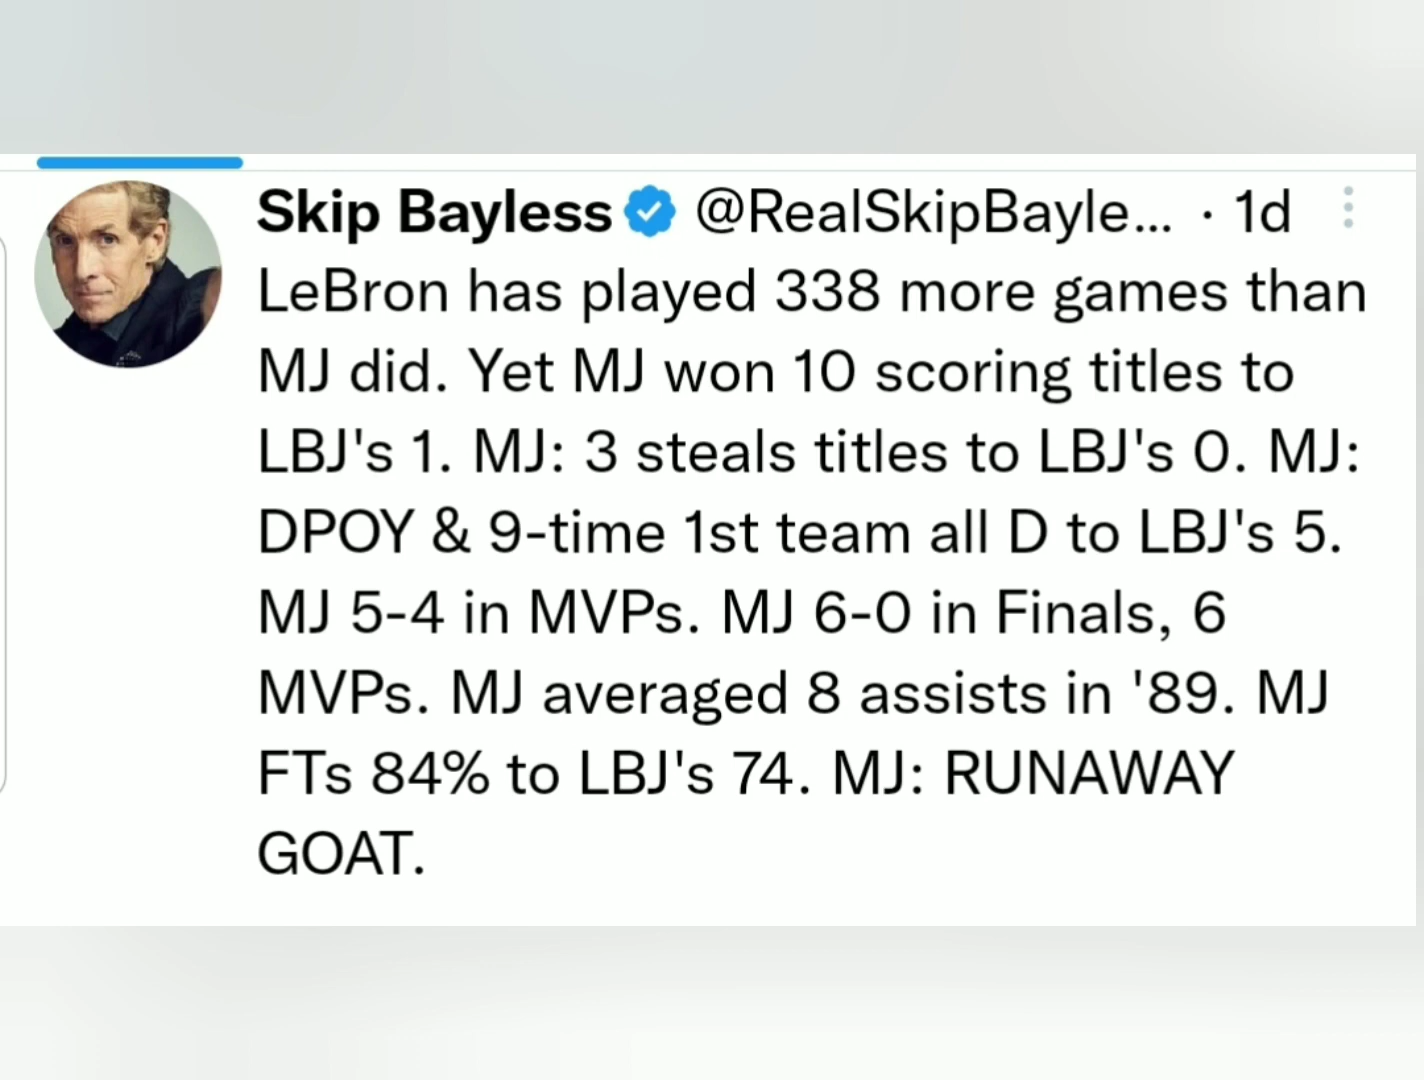 Skip Bayless @RealSkipBayle... · 1d
LeBron has played 338 more games than
MJ did. Yet MJ won 10 scoring titles to
LBJ's 1. MJ: 3 steals titles to LBJ's 0. MJ:
DPOY & 9-time 1st team all D to LBJ's 5.
MJ 5-4 in MVPs. MJ 6-0 in Finals, 6
MVPs. MJ averaged 8 assists in '89. MJ
FTs 84% to LBJ's 74. MJ: RUNAWAY
GOAT.